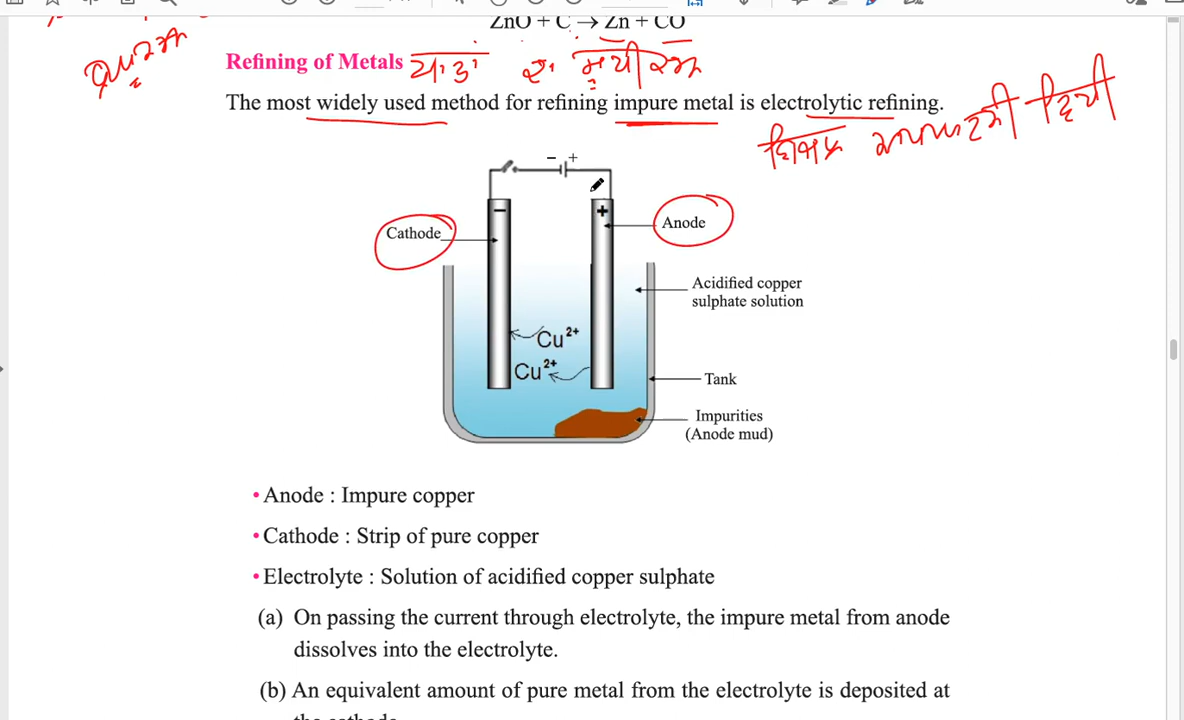 ZnO + C → Zn + CO
Refining of Metals
The most widely used method for refining impure metal is electrolytic refining.
- +
- +
Cathode
Anode
Acidified copper
sulphate solution
Cu²⁺
Cu²⁺
Tank
Impurities
(Anode mud)
• Anode : Impure copper
• Cathode : Strip of pure copper
• Electrolyte : Solution of acidified copper sulphate
(a) On passing the current through electrolyte, the impure metal from anode
dissolves into the electrolyte.
(b) An equivalent amount of pure metal from the electrolyte is deposited at
the cathode.